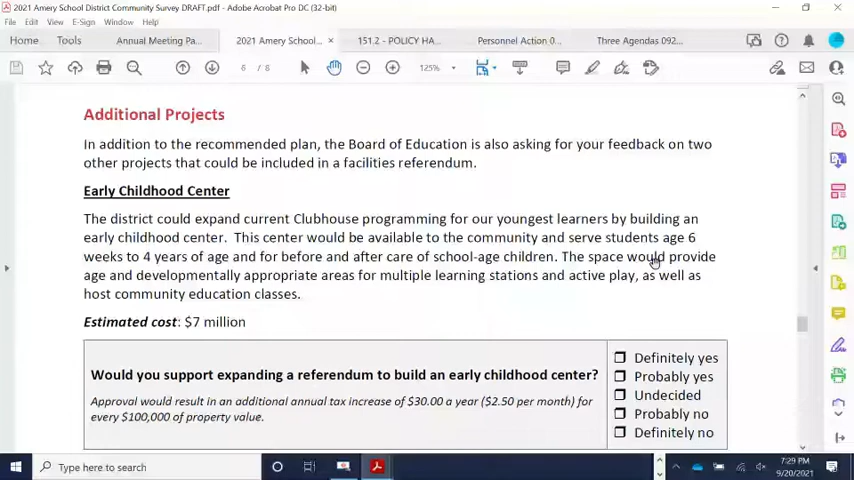 2021 Amery School District Community Survey DRAFT.pdf - Adobe Acrobat Pro DC (32-bit)
File Edit View E-Sign Window Help
Home Tools Annual Meeting Pa... 2021 Amery School... × 151.2 - POLICY HA... Personnel Action 0... Three Agendas 092...
6 / 8 125%
Additional Projects
In addition to the recommended plan, the Board of Education is also asking for your feedback on two
other projects that could be included in a facilities referendum.
Early Childhood Center
The district could expand current Clubhouse programming for our youngest learners by building an
early childhood center. This center would be available to the community and serve students age 6
weeks to 4 years of age and for before and after care of school-age children. The space would provide
age and developmentally appropriate areas for multiple learning stations and active play, as well as
host community education classes.
Estimated cost: $7 million
Would you support expanding a referendum to build an early childhood center?
Approval would result in an additional annual tax increase of $30.00 a year ($2.50 per month) for
every $100,000 of property value.
Definitely yes
Probably yes
Undecided
Probably no
Definitely no
Type here to search
7:29 PM
9/20/2021